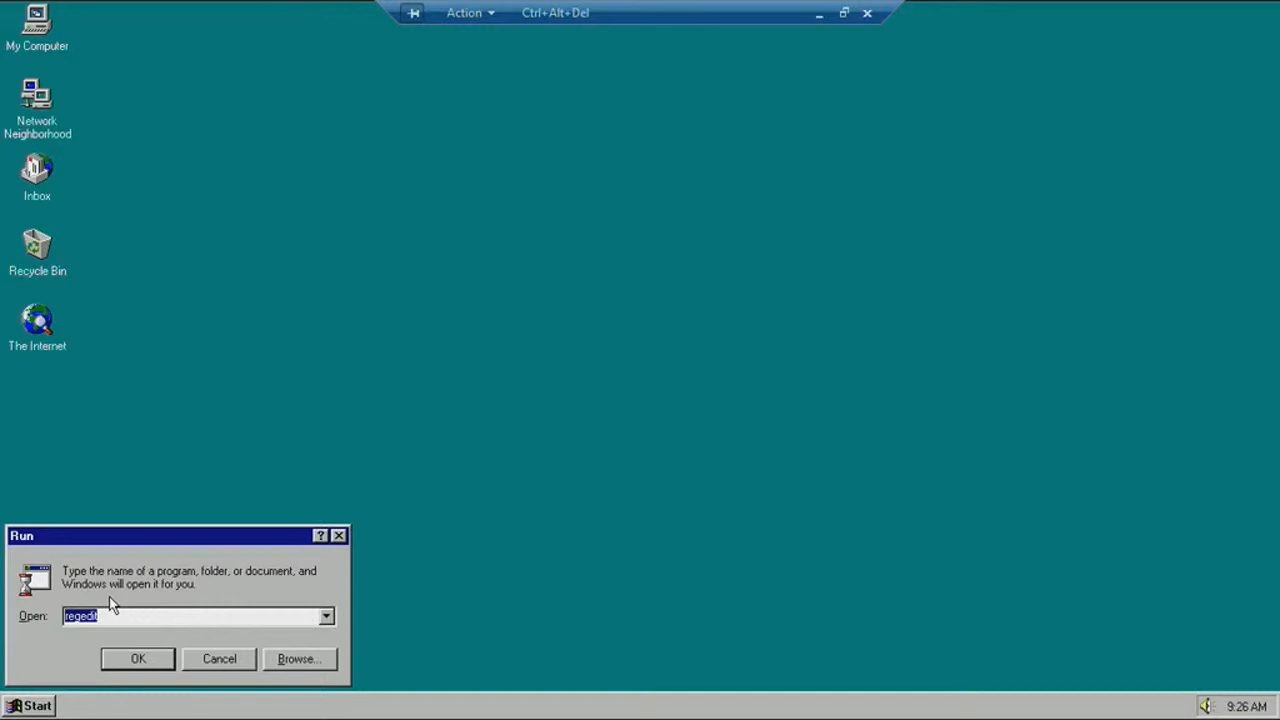 Action
Ctrl+Alt+Del
My Computer
Network
Neighborhood
Inbox
Recycle Bin
The Internet
Run
Type the name of a program, folder, or document, and
Windows will open it for you.
Open: regedit
OK Cancel Browse...
Start
9:26 AM